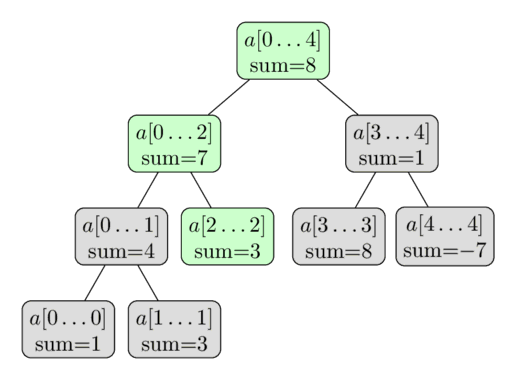 a[0…4]
sum=8
a[0…2]
sum=7
a[3…4]
sum=1
a[0…1]
sum=4
a[2…2]
sum=3
a[3…3]
sum=8
a[4…4]
sum=−7
a[0…0]
sum=1
a[1…1]
sum=3